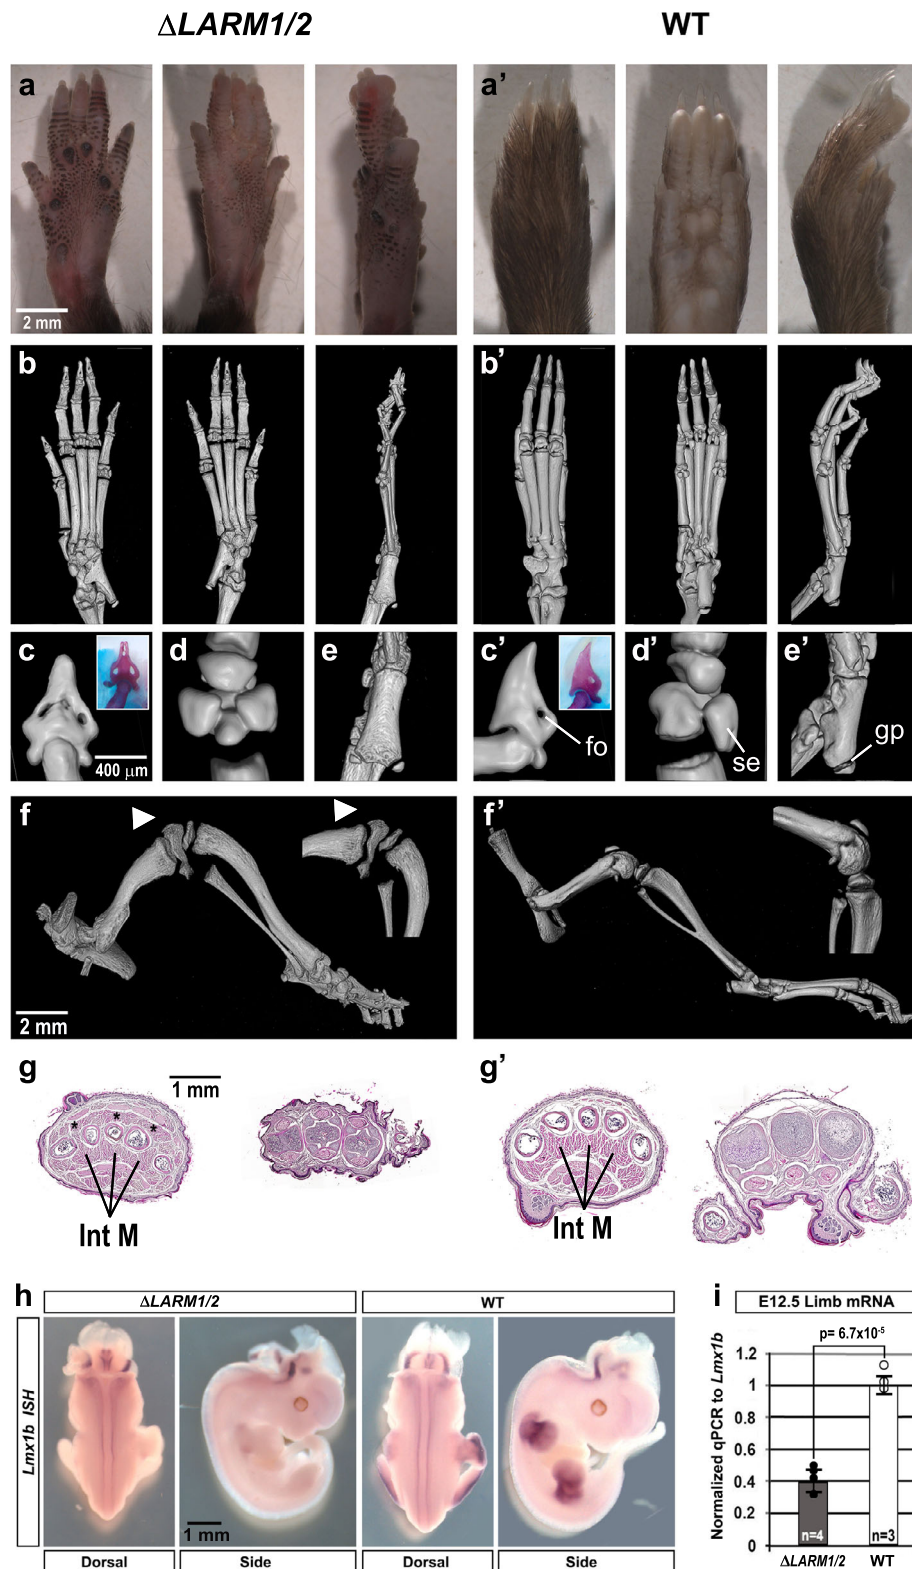 ΔLARM1/2 WT
a a’
2 mm
b b’
c d e c’ d’ e’
fo se gp
400 μm
f f’
2 mm
g g’
1 mm
* * *
Int M Int M
h i
ΔLARM1/2 WT E12.5 Limb mRNA
p= 6.7x10-5
Lmx1b ISH
1 mm
Dorsal Side Dorsal Side
Normalized qPCR to Lmx1b
1.2
1
0.8
0.6
0.4
0.2
0
n=4 n=3
ΔLARM1/2 WT